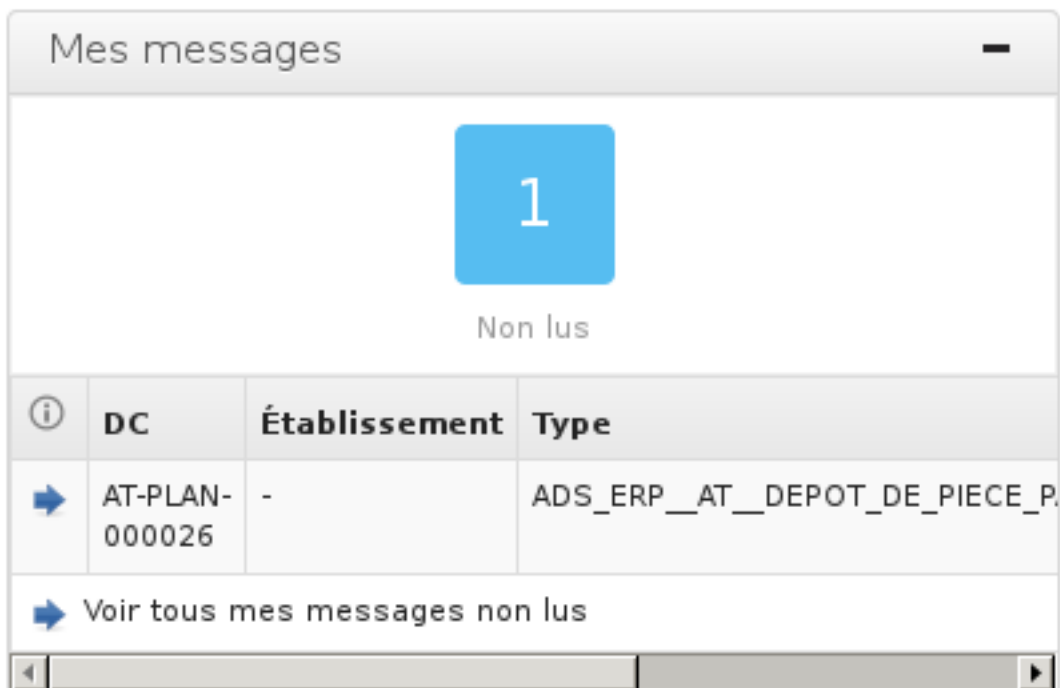 Mes messages
1
Non lus
DC Établissement Type
AT-PLAN-000026 - ADS_ERP__AT__DEPOT_DE_PIECE_P
Voir tous mes messages non lus